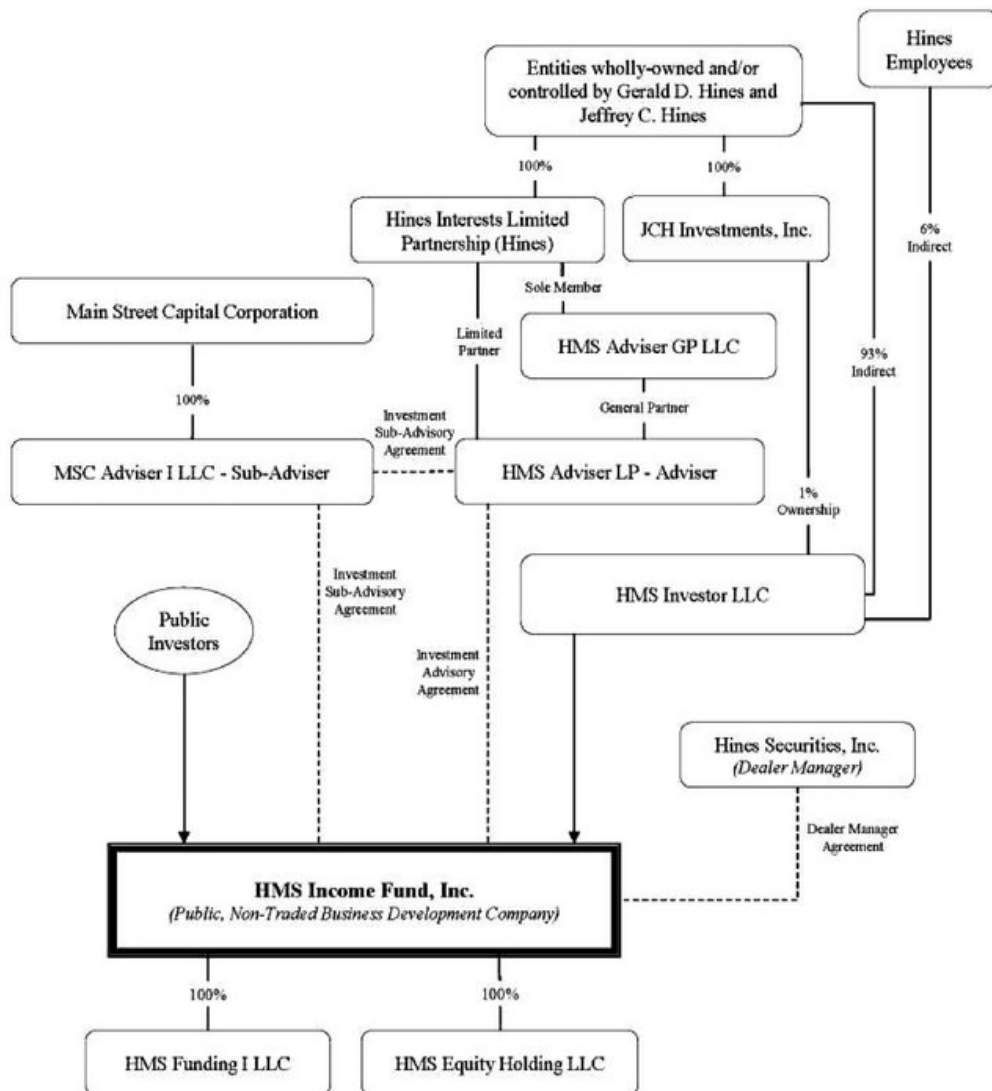 Hines
Employees
Entities wholly-owned and/or
controlled by Gerald D. Hines and
Jeffrey C. Hines
100%
100%
Hines Interests Limited
Partnership (Hines)
JCH Investments, Inc.
6%
Indirect
Sole Member
Main Street Capital Corporation
Limited
Partner
HMS Adviser GP LLC
93%
Indirect
100%
General Partner
Investment
Sub-Advisory
Agreement
MSC Adviser I LLC - Sub-Adviser
HMS Adviser LP - Adviser
1%
Ownership
Investment
Sub-Advisory
Agreement
HMS Investor LLC
Public
Investors
Investment
Advisory
Agreement
Hines Securities, Inc.
(Dealer Manager)
Dealer Manager
Agreement
HMS Income Fund, Inc.
(Public, Non-Traded Business Development Company)
100%
100%
HMS Funding I LLC
HMS Equity Holding LLC